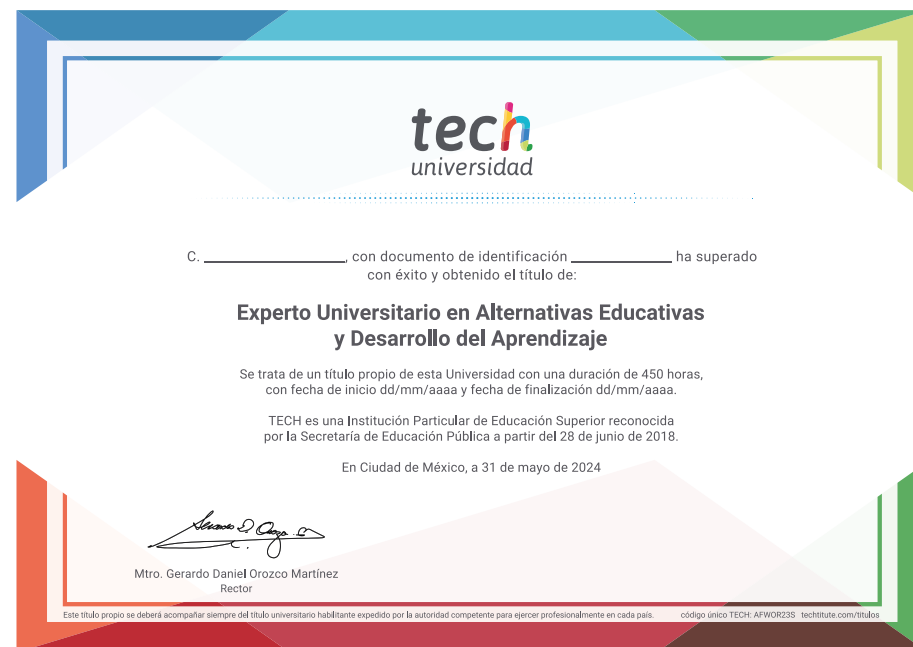 tech
universidad
C. ____________, con documento de identificación ____________ ha superado
con éxito y obtenido el título de:
Experto Universitario en Alternativas Educativas
y Desarrollo del Aprendizaje
Se trata de un título propio de esta Universidad con una duración de 450 horas,
con fecha de inicio dd/mm/aaaa y fecha de finalización dd/mm/aaaa.
TECH es una Institución Particular de Educación Superior reconocida
por la Secretaría de Educación Pública a partir del 28 de junio de 2018.
En Ciudad de México, a 31 de mayo de 2024
Mtro. Gerardo Daniel Orozco Martínez
Rector
Este título propio se deberá acompañar siempre del título universitario habilitante expedido por la autoridad competente para ejercer profesionalmente en cada país. código único TECH: AFWOR23S techtitute.com/titulos